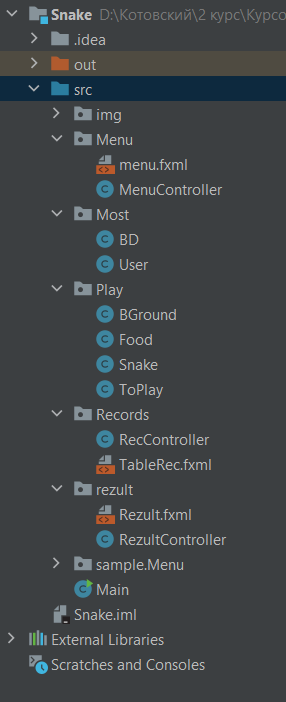 Snake D:\Котовский\2 курс\Курсо
.idea
out
src
img
Menu
menu.fxml
MenuController
Most
BD
User
Play
BGround
Food
Snake
ToPlay
Records
RecController
TableRec.fxml
rezult
Rezult.fxml
RezultController
sample.Menu
Main
Snake.iml
External Libraries
Scratches and Consoles